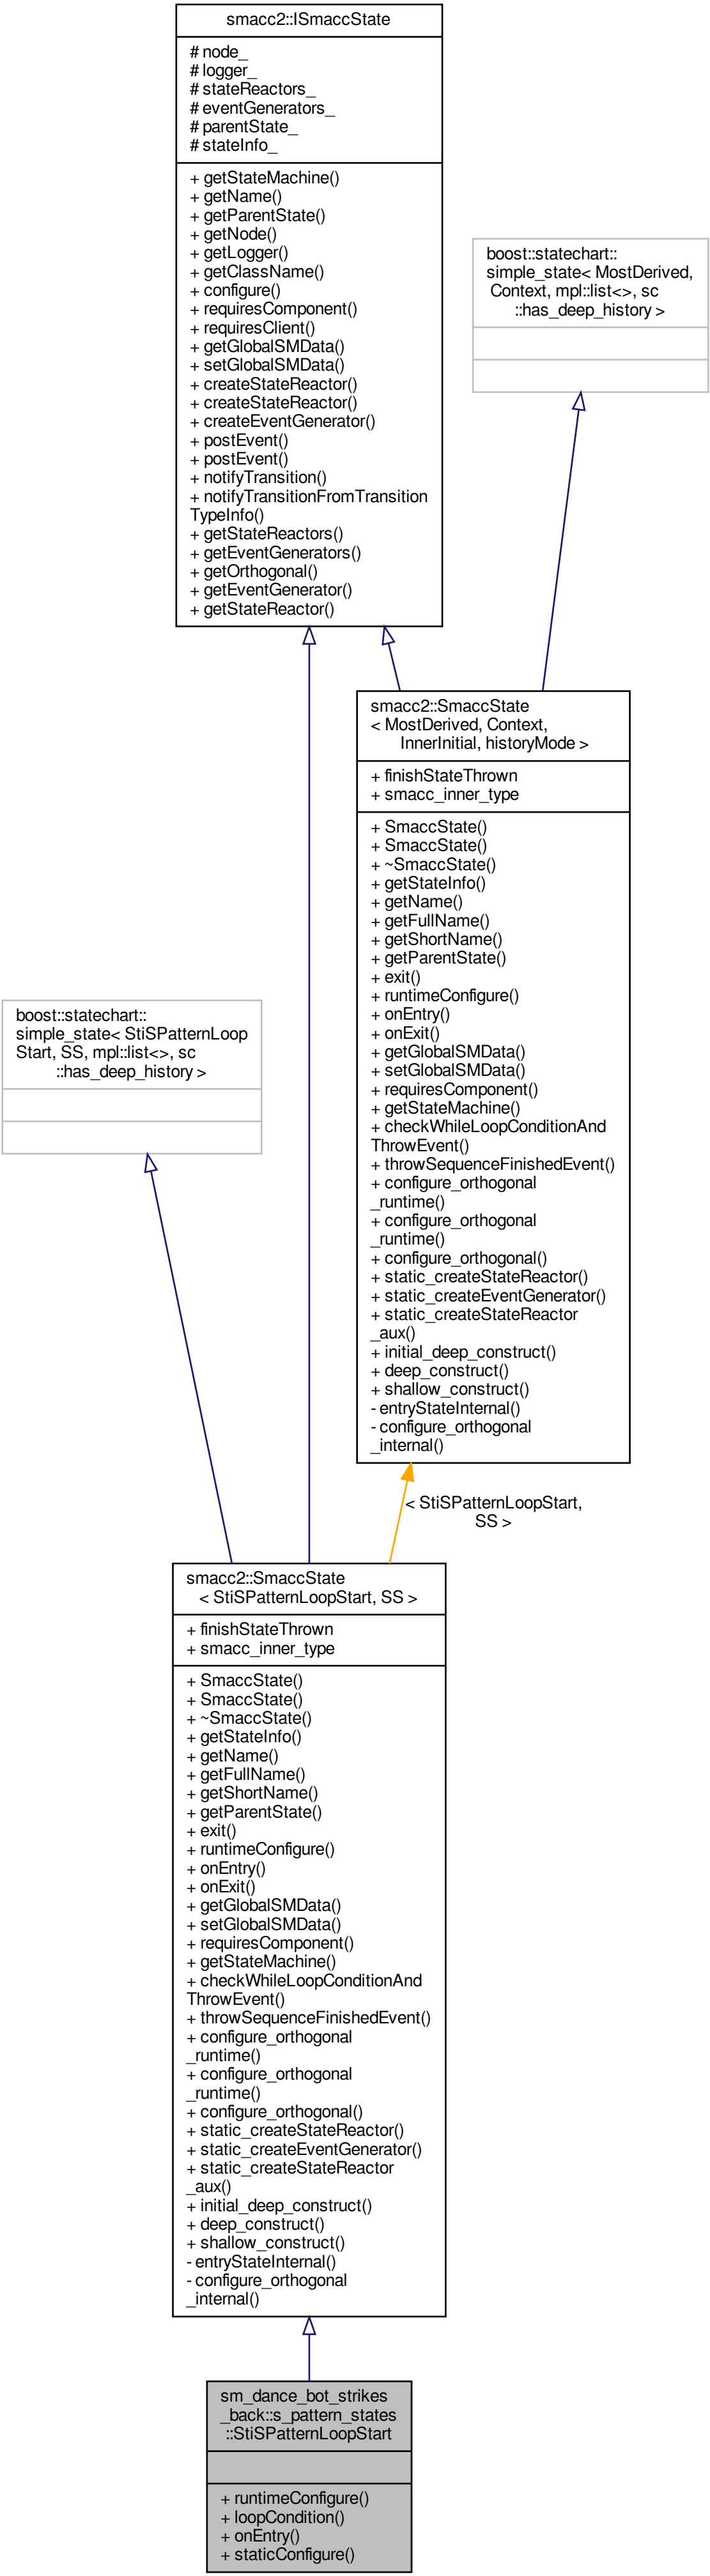 smacc2::ISmaccState
# node_
# logger_
# stateReactors_
# eventGenerators_
# parentState_
# stateInfo_
+ getStateMachine()
+ getName()
+ getParentState()
+ getNode()
+ getLogger()
+ getClassName()
+ configure()
+ requiresComponent()
+ requiresClient()
+ getGlobalSMData()
+ setGlobalSMData()
+ createStateReactor()
+ createStateReactor()
+ createEventGenerator()
+ postEvent()
+ postEvent()
+ notifyTransition()
+ notifyTransitionFromTransition
TypeInfo()
+ getStateReactors()
+ getEventGenerators()
+ getOrthogonal()
+ getEventGenerator()
+ getStateReactor()
boost::statechart::
simple_state< MostDerived,
Context, mpl::list<>, sc
::has_deep_history >
smacc2::SmaccState
< MostDerived, Context,
InnerInitial, historyMode >
+ finishStateThrown
+ smacc_inner_type
+ SmaccState()
+ SmaccState()
+ ~SmaccState()
+ getStateInfo()
+ getName()
+ getFullName()
+ getShortName()
+ getParentState()
+ exit()
+ runtimeConfigure()
+ onEntry()
+ onExit()
+ getGlobalSMData()
+ setGlobalSMData()
+ requiresComponent()
+ getStateMachine()
+ checkWhileLoopConditionAnd
ThrowEvent()
+ throwSequenceFinishedEvent()
+ configure_orthogonal
_runtime()
+ configure_orthogonal
_runtime()
+ configure_orthogonal()
+ static_createStateReactor()
+ static_createEventGenerator()
+ static_createStateReactor
_aux()
+ initial_deep_construct()
+ deep_construct()
+ shallow_construct()
- entryStateInternal()
- configure_orthogonal
_internal()
boost::statechart::
simple_state< StiSPatternLoop
Start, SS, mpl::list<>, sc
::has_deep_history >
< StiSPatternLoopStart,
SS >
smacc2::SmaccState
< StiSPatternLoopStart, SS >
+ finishStateThrown
+ smacc_inner_type
+ SmaccState()
+ SmaccState()
+ ~SmaccState()
+ getStateInfo()
+ getName()
+ getFullName()
+ getShortName()
+ getParentState()
+ exit()
+ runtimeConfigure()
+ onEntry()
+ onExit()
+ getGlobalSMData()
+ setGlobalSMData()
+ requiresComponent()
+ getStateMachine()
+ checkWhileLoopConditionAnd
ThrowEvent()
+ throwSequenceFinishedEvent()
+ configure_orthogonal
_runtime()
+ configure_orthogonal
_runtime()
+ configure_orthogonal()
+ static_createStateReactor()
+ static_createEventGenerator()
+ static_createStateReactor
_aux()
+ initial_deep_construct()
+ deep_construct()
+ shallow_construct()
- entryStateInternal()
- configure_orthogonal
_internal()
sm_dance_bot_strikes
_back::s_pattern_states
::StiSPatternLoopStart
+ runtimeConfigure()
+ loopCondition()
+ onEntry()
+ staticConfigure()